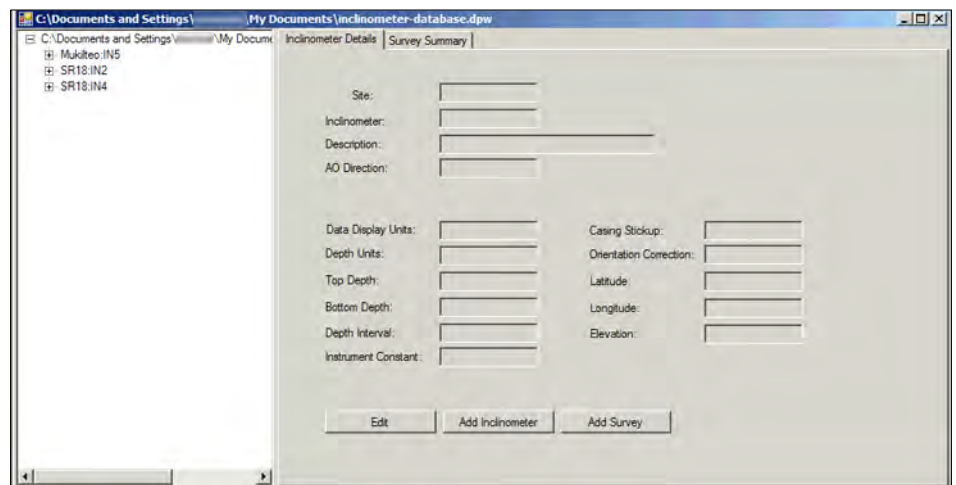 C:\Documents and Settings\ \My Documents\inclinometer-database.dpw
C:\Documents and Settings\ \My Docume
Mukilteo:IN5
SR18:IN2
SR18:IN4
Inclinometer Details
Survey Summary
Site:
Inclinometer:
Description:
AO Direction:
Data Display Units:
Depth Units:
Top Depth:
Bottom Depth:
Depth Interval:
Instrument Constant:
Casing Stickup:
Orientation Correction:
Latitude
Longitude:
Elevation:
Edit
Add Inclinometer
Add Survey